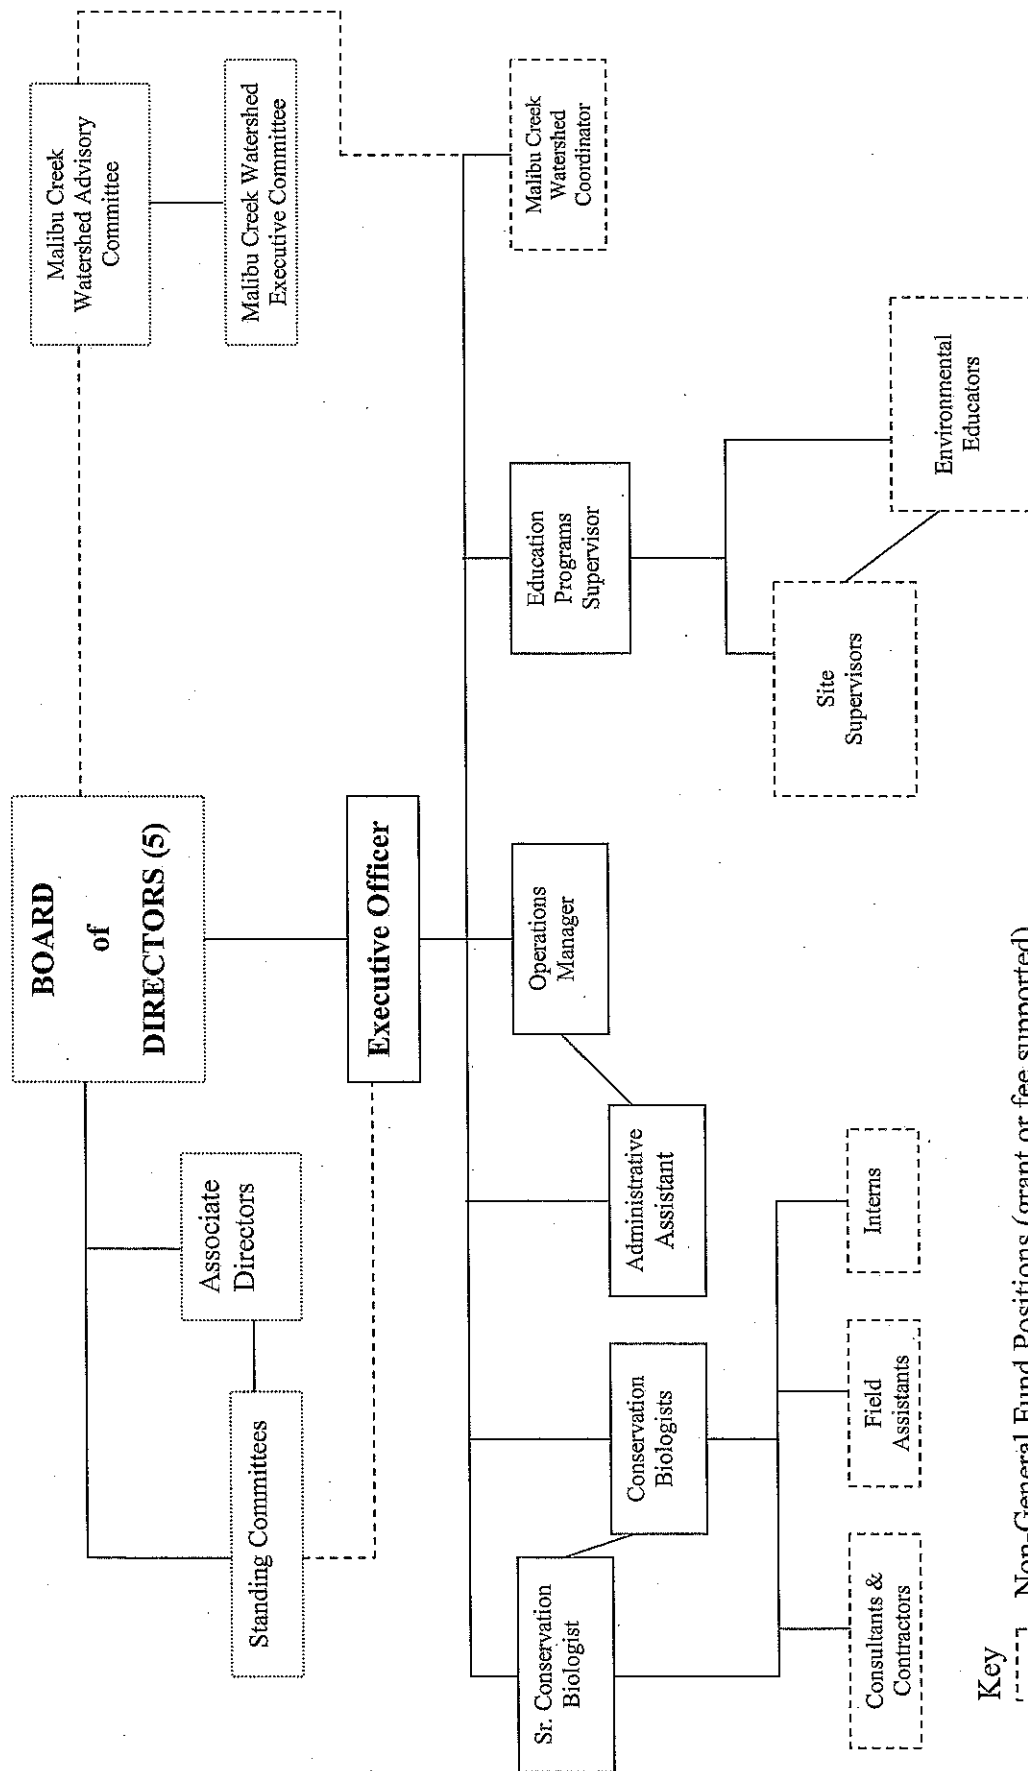 BOARD
of
DIRECTORS (5)
Malibu Creek
Watershed Advisory
Committee
Malibu Creek Watershed
Executive Committee
Associate
Directors
Standing Committees
Executive Officer
Sr. Conservation
Biologist
Conservation
Biologists
Administrative
Assistant
Operations
Manager
Education
Programs
Supervisor
Malibu Creek
Watershed
Coordinator
Consultants &
Contractors
Field
Assistants
Interns
Site
Supervisors
Environmental
Educators
Key
Non-General Fund Positions (grant or fee supported)